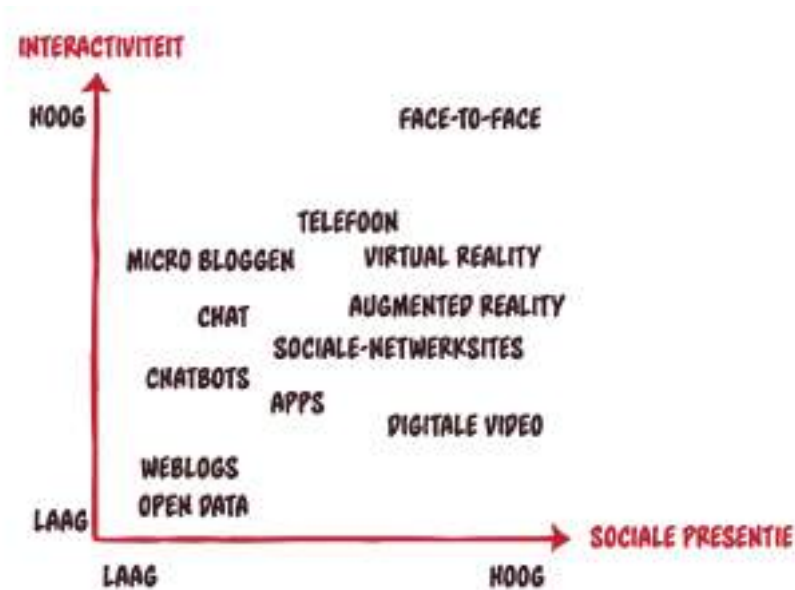 INTERACTIVITEIT
HOOG
FACE-TO-FACE
TELEFOON
MICRO BLOGGEN
VIRTUAL REALITY
AUGMENTED REALITY
CHAT
SOCIALE-NETWERKSITES
CHATBOTS
APPS
DIGITALE VIDEO
WEBLOGS
OPEN DATA
LAAG
SOCIALE PRESENTIE
LAAG
HOOG